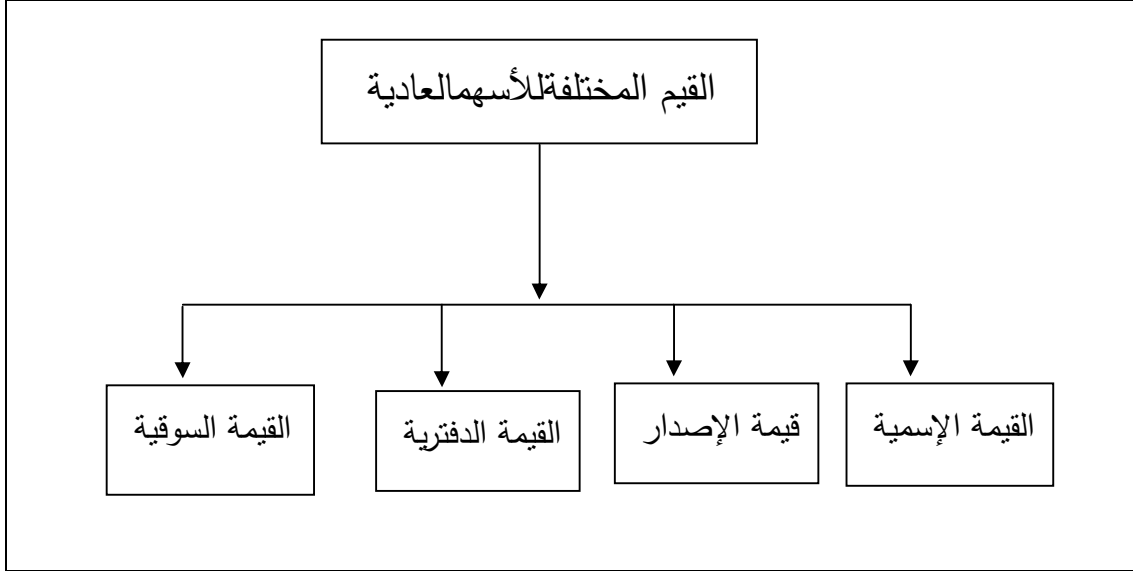 القيم المختلفةللأسهمالعادية
القيمة الإسمية
قيمة الإصدار
القيمة الدفترية
القيمة السوقية